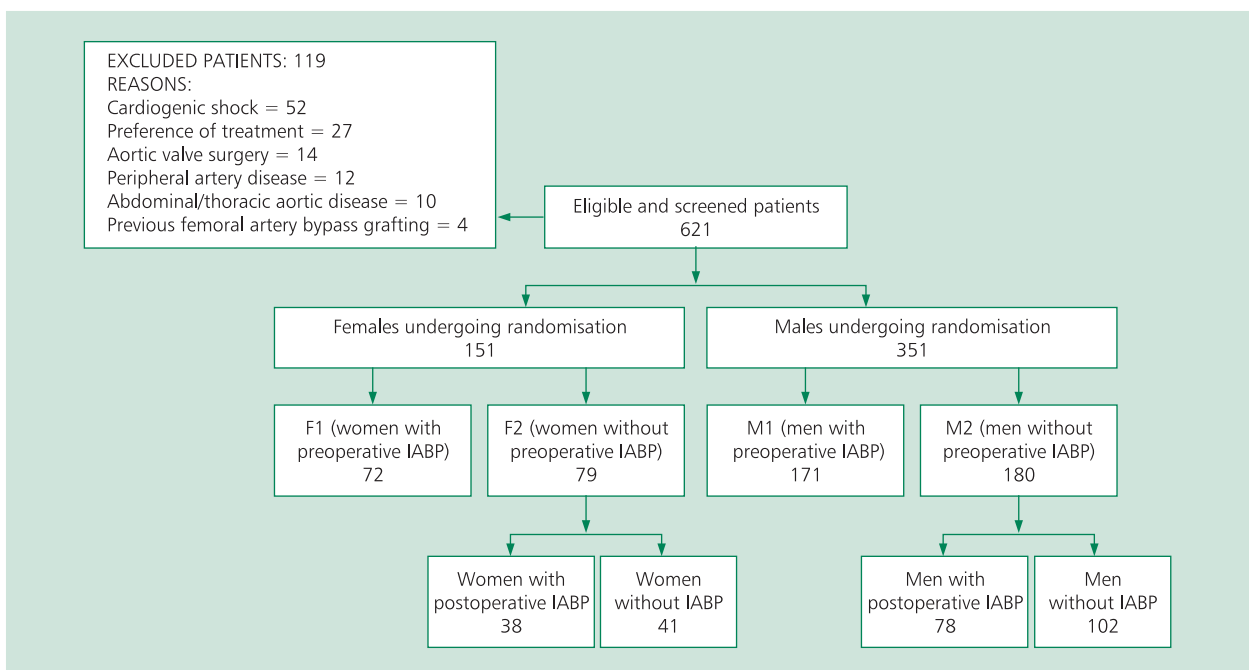 EXCLUDED PATIENTS: 119
REASONS:
Cardiogenic shock = 52
Preference of treatment = 27
Aortic valve surgery = 14
Peripheral artery disease = 12
Abdominal/thoracic aortic disease = 10
Previous femoral artery bypass grafting = 4
Eligible and screened patients
621
Females undergoing randomisation
151
Males undergoing randomisation
351
F1 (women with
preoperative IABP)
72
F2 (women without
preoperative IABP)
79
M1 (men with
preoperative IABP)
171
M2 (men without
preoperative IABP)
180
Women with
postoperative IABP
38
Women
without IABP
41
Men with
postoperative IABP
78
Men
without IABP
102